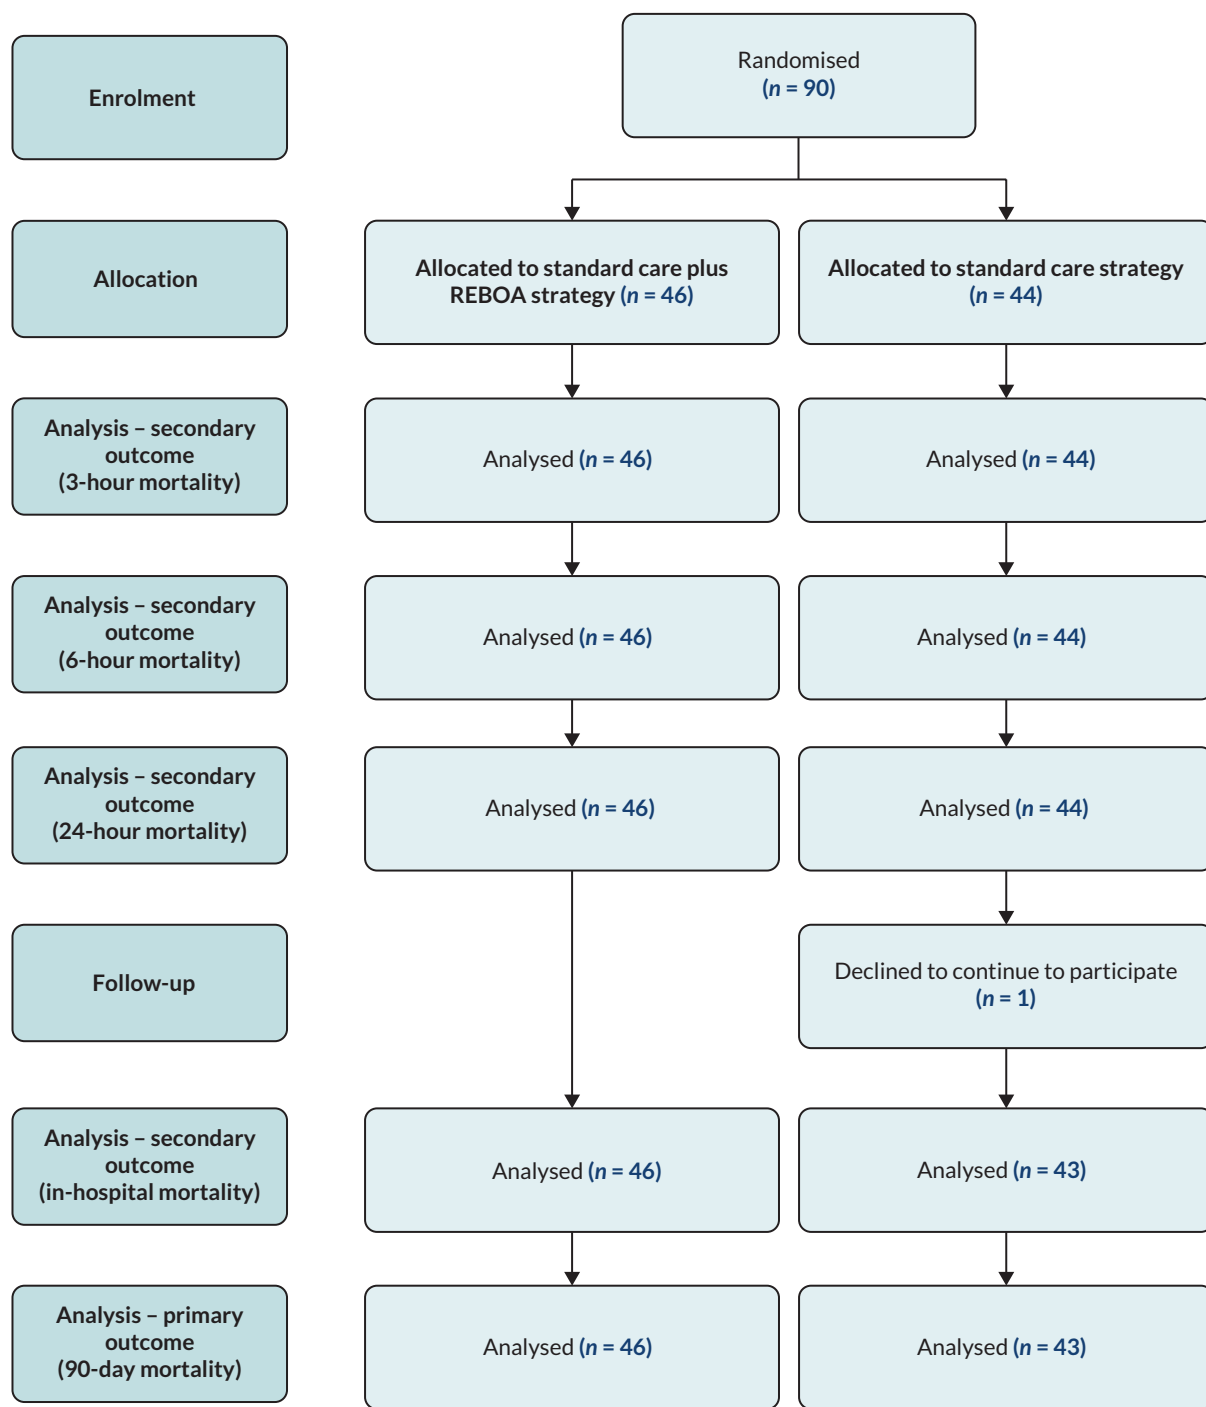 Enrolment
Randomised
(n = 90)
Allocation
Allocated to standard care plus
REBOA strategy (n = 46)
Allocated to standard care strategy
(n = 44)
Analysis – secondary
outcome
(3-hour mortality)
Analysed (n = 46)
Analysed (n = 44)
Analysis – secondary
outcome
(6-hour mortality)
Analysed (n = 46)
Analysed (n = 44)
Analysis – secondary
outcome
(24-hour mortality)
Analysed (n = 46)
Analysed (n = 44)
Follow-up
Declined to continue to participate
(n = 1)
Analysis – secondary
outcome
(in-hospital mortality)
Analysed (n = 46)
Analysed (n = 43)
Analysis – primary
outcome
(90-day mortality)
Analysed (n = 46)
Analysed (n = 43)